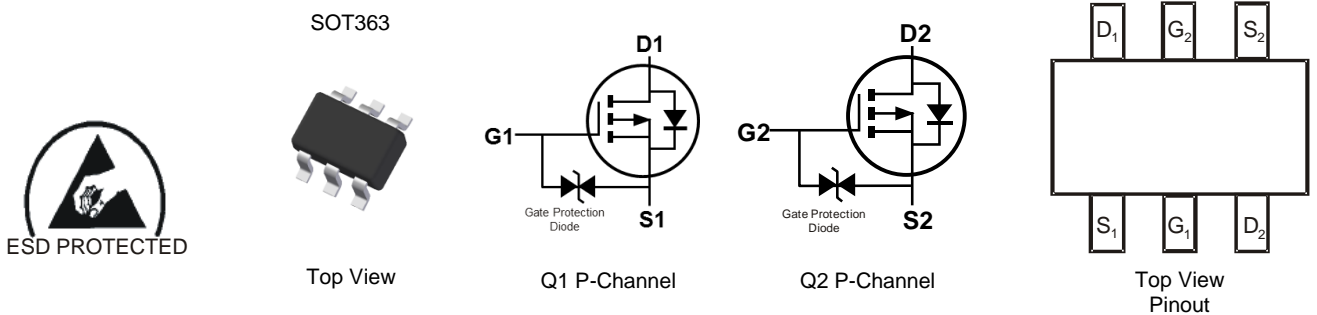 ESD PROTECTED
SOT363
Top View
D1
G1
Gate Protection
Diode
S1
Q1 P-Channel
D2
G2
Gate Protection
Diode
S2
Q2 P-Channel
D₁ G₂ S₂
S₁ G₁ D₂
Top View
Pinout